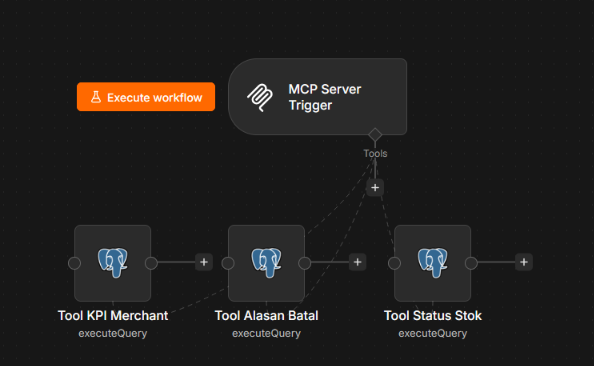 Execute workflow
MCP Server
Trigger
Tools
Tool KPI Merchant
executeQuery
Tool Alasan Batal
executeQuery
Tool Status Stok
executeQuery